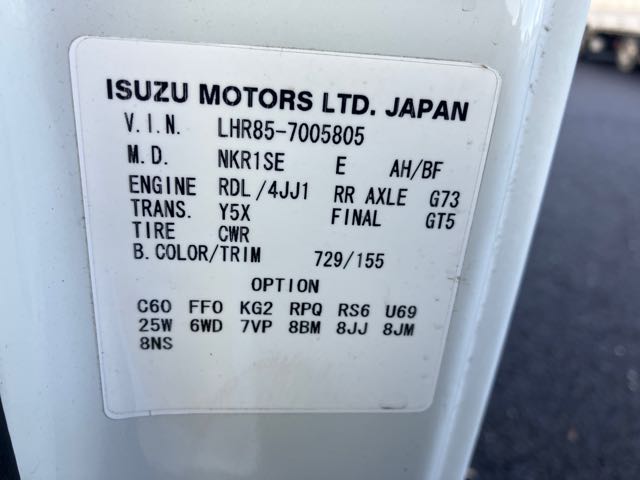 ISUZU MOTORS LTD. JAPAN
V.I.N. LHR85-7005805
M.D. NKR1SE E AH/BF
ENGINE RDL/4JJ1 RR AXLE G73
TRANS. Y5X FINAL GT5
TIRE CWR
B.COLOR/TRIM 729/155
OPTION
C60 FF0 KG2 RPQ RS6 U69
25W 6WD 7VP 8BM 8JJ 8JM
8NS